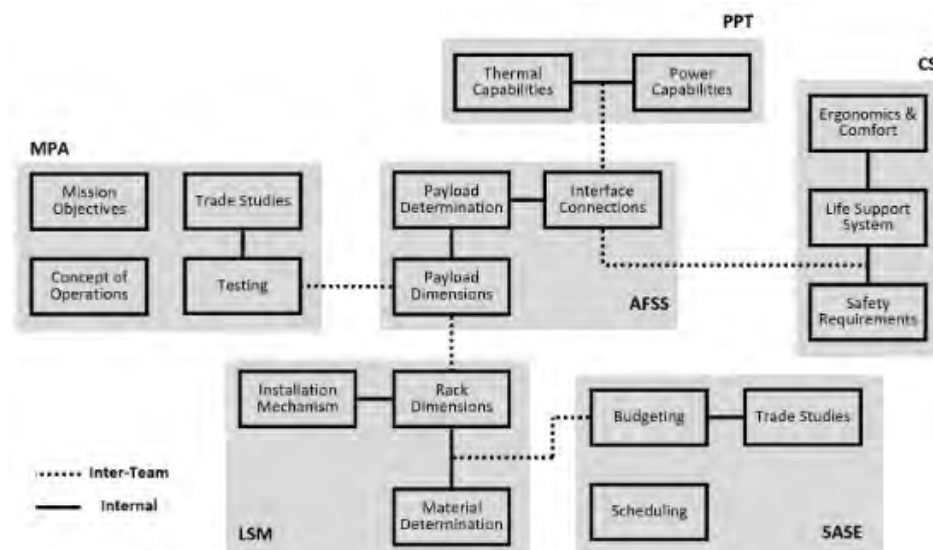 PPT
Thermal
Capabilities
Power
Capabilities
CS
Ergonomics &
Comfort
Life Support
System
Safety
Requirements
MPA
Mission
Objectives
Trade Studies
Concept of
Operations
Testing
Payload
Determination
Interface
Connections
Payload
Dimensions
AFSS
Installation
Mechanism
Rack
Dimensions
Material
Determination
LSM
Budgeting
Trade Studies
Scheduling
SASE
Inter-Team
Internal